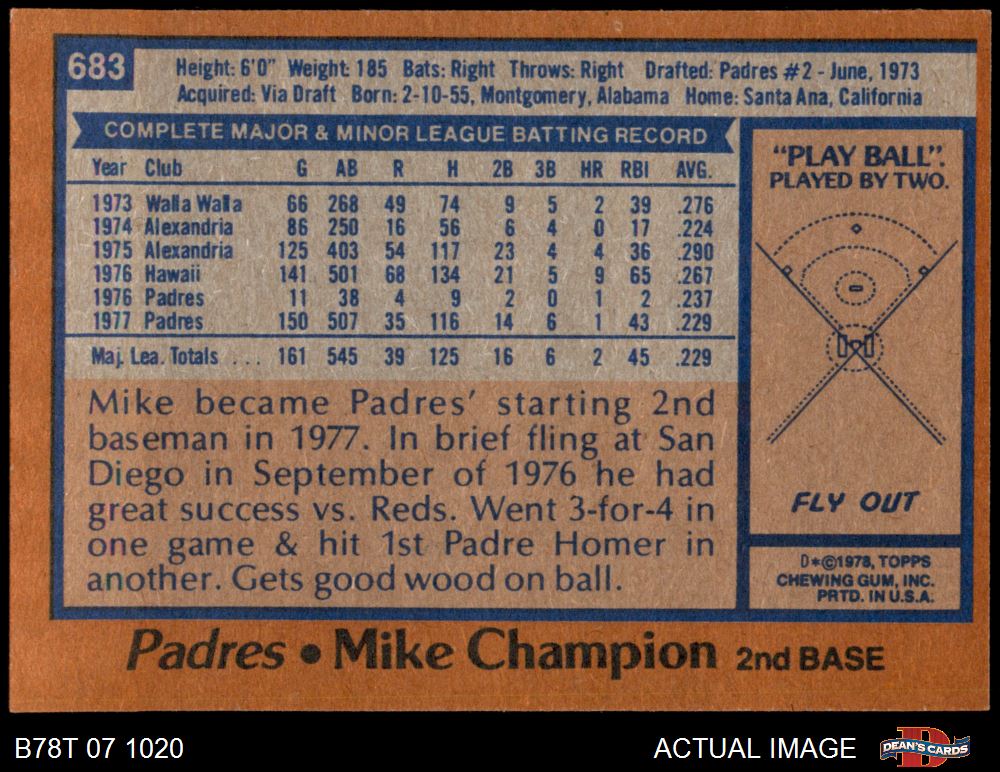 683
Height: 6'0" Weight: 185 Bats: Right Throws: Right Drafted: Padres #2 - June, 1973
Acquired: Via Draft Born: 2-10-55, Montgomery, Alabama Home: Santa Ana, California
COMPLETE MAJOR & MINOR LEAGUE BATTING RECORD
Year Club G AB R H 2B 3B HR RBI AVG.
1973 Walla Walla 66 268 49 74 9 5 2 39 .276
1974 Alexandria 86 250 16 56 6 4 0 17 .224
1975 Alexandria 125 403 54 117 23 4 4 36 .290
1976 Hawaii 141 501 68 134 21 5 9 65 .267
1976 Padres 11 38 4 9 2 0 1 2 .237
1977 Padres 150 507 35 116 14 6 1 43 .229
Maj. Lea. Totals ... 161 545 39 125 16 6 2 45 .229
Mike became Padres' starting 2nd
baseman in 1977. In brief fling at San
Diego in September of 1976 he had
great success vs. Reds. Went 3-for-4 in
one game & hit 1st Padre Homer in
another. Gets good wood on ball.
"PLAY BALL".
PLAYED BY TWO.
FLY OUT
D*©1978, TOPPS
CHEWING GUM, INC.
PRTD. IN U.S.A.
Padres • Mike Champion 2nd BASE
B78T 07 1020
ACTUAL IMAGE
D
DEAN'S CARDS